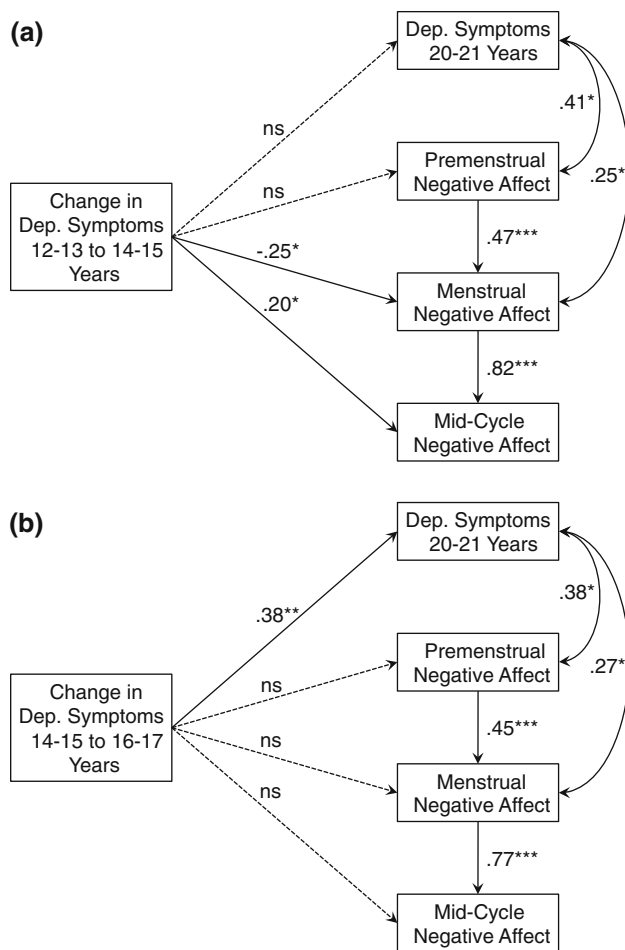 (a)
Dep. Symptoms
20-21 Years
.41*
ns
Premenstrual
Negative Affect
.25*
ns
Change in
Dep. Symptoms
12-13 to 14-15
Years
.47***
-.25*
Menstrual
Negative Affect
.20*
.82***
Mid-Cycle
Negative Affect
(b)
Dep. Symptoms
20-21 Years
.38*
.38**
Premenstrual
Negative Affect
.27*
ns
Change in
Dep. Symptoms
14-15 to 16-17
Years
.45***
ns
Menstrual
Negative Affect
ns
.77***
Mid-Cycle
Negative Affect